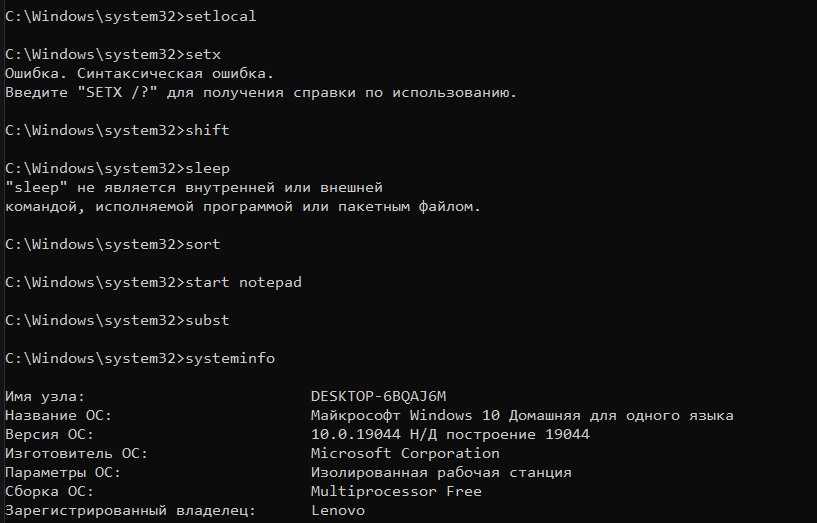 C:\Windows\system32>setlocal
C:\Windows\system32>setx
Ошибка. Синтаксическая ошибка.
Введите "SETX /?" для получения справки по использованию.
C:\Windows\system32>shift
C:\Windows\system32>sleep
"sleep" не является внутренней или внешней
командой, исполняемой программой или пакетным файлом.
C:\Windows\system32>sort
C:\Windows\system32>start notepad
C:\Windows\system32>subst
C:\Windows\system32>systeminfo
Имя узла: DESKTOP-6BQAJ6M
Название ОС: Майкрософт Windows 10 Домашняя для одного языка
Версия ОС: 10.0.19044 Н/Д построение 19044
Изготовитель ОС: Microsoft Corporation
Параметры ОС: Изолированная рабочая станция
Сборка ОС: Multiprocessor Free
Зарегистрированный владелец: Lenovo